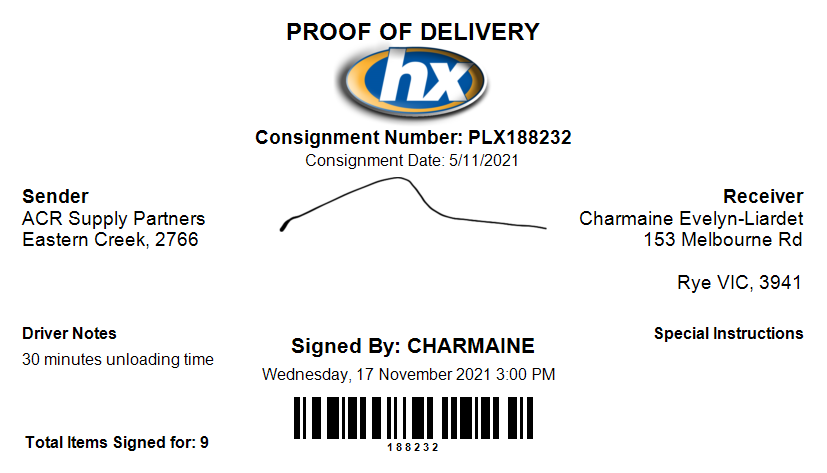 PROOF OF DELIVERY
hx
Consignment Number: PLX188232
Consignment Date: 5/11/2021
Sender
ACR Supply Partners
Eastern Creek, 2766
Receiver
Charmaine Evelyn-Liardet
153 Melbourne Rd
Rye VIC, 3941
Driver Notes
30 minutes unloading time
Signed By: CHARMAINE
Wednesday, 17 November 2021 3:00 PM
Special Instructions
188232
Total Items Signed for: 9